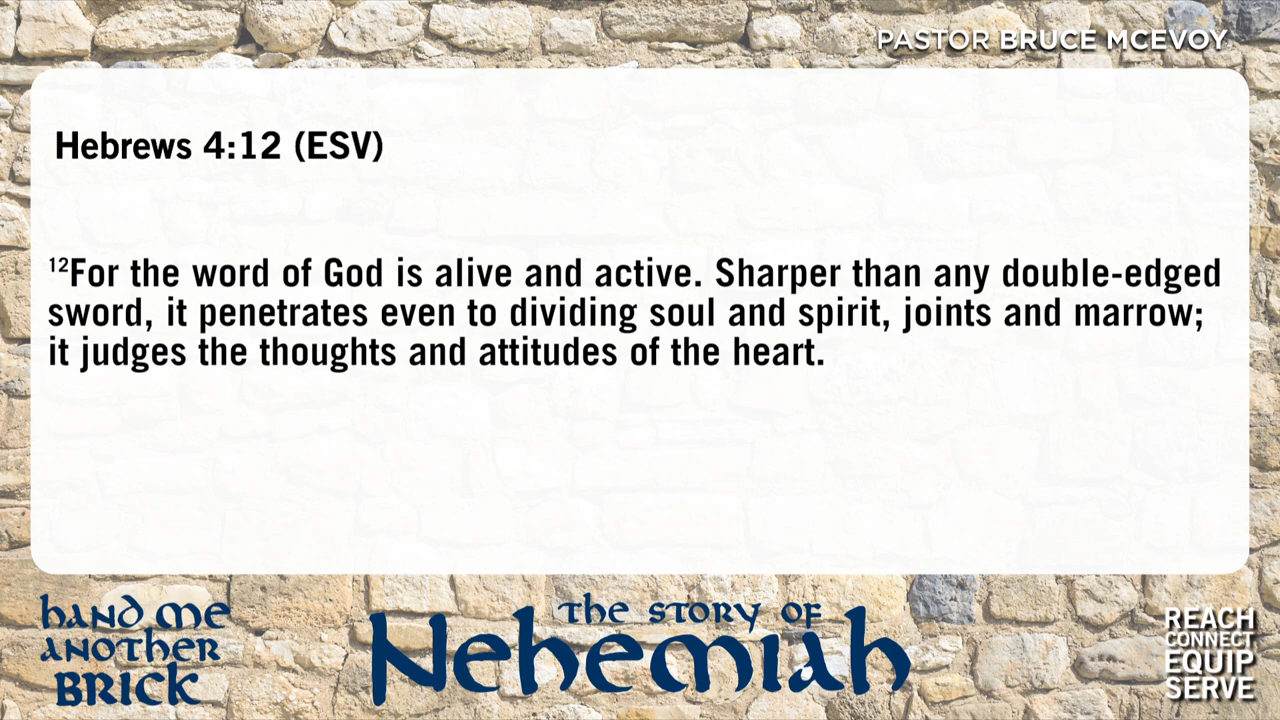 PASTOR BRUCE MCEVOY
Hebrews 4:12 (ESV)
12For the word of God is alive and active. Sharper than any double-edged
sword, it penetrates even to dividing soul and spirit, joints and marrow;
it judges the thoughts and attitudes of the heart.
hand me
another
BRICK
the story of
Nehemiah
REACH
CONNECT
EQUIP
SERVE